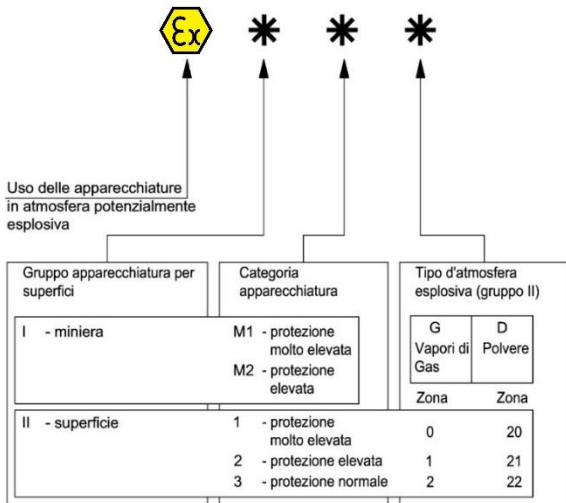 Ex * * *
Uso delle apparecchiature
in atmosfera potenzialmente
esplosiva
Gruppo apparecchiatura per
superfici
Categoria
apparecchiatura
Tipo d'atmosfera
esplosiva (gruppo II)
I - miniera
M1 - protezione
molto elevata
M2 - protezione
elevata
G
Vapori di
Gas
D
Polvere
Zona Zona
II - superficie
1 - protezione
molto elevata
0 20
2 - protezione elevata 1 21
3 - protezione normale 2 22